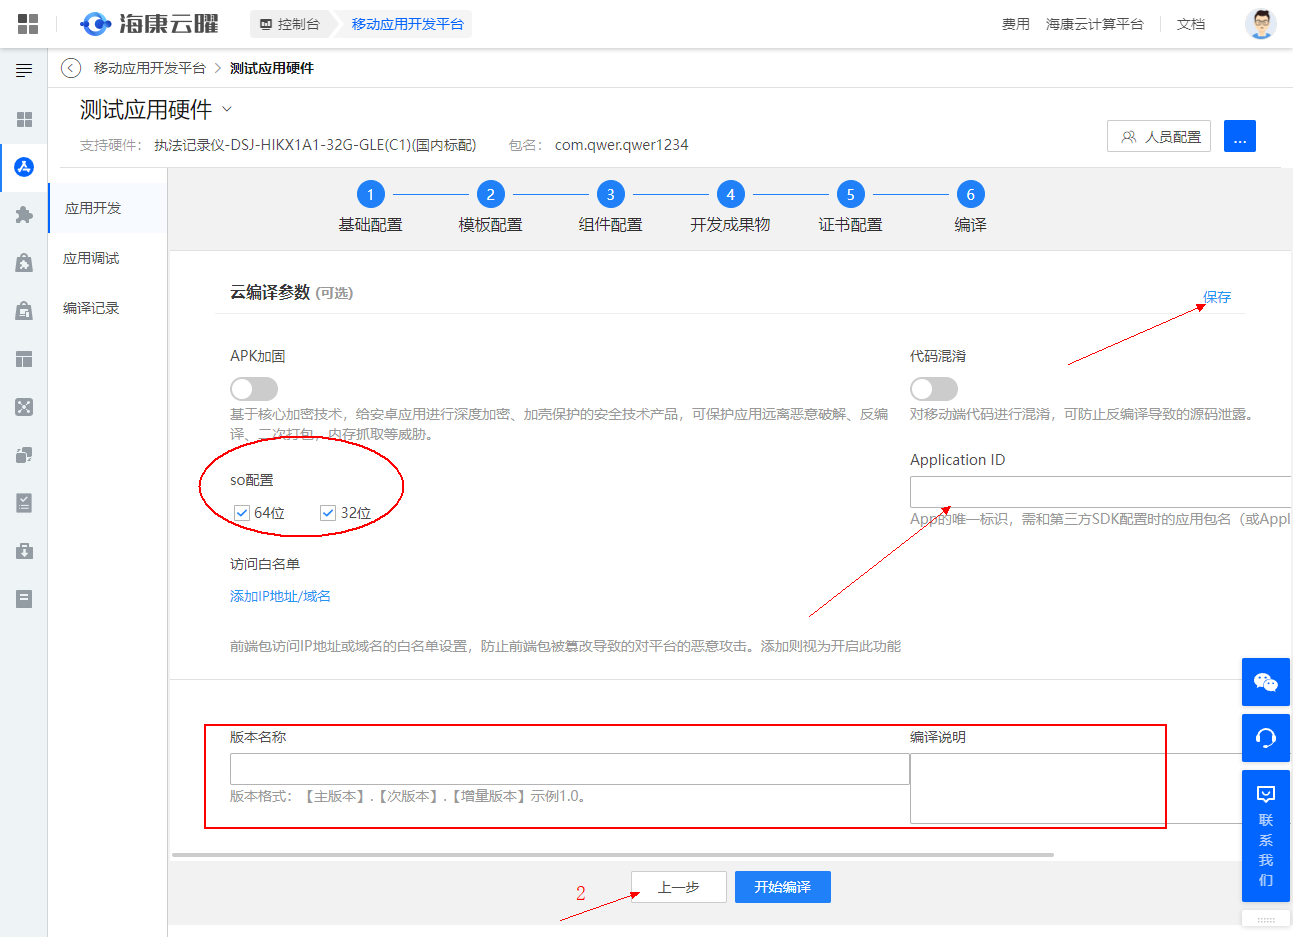 海康云曜
控制台
移动应用开发平台
费用
海康云计算平台
文档
移动应用开发平台 > 测试应用硬件
测试应用硬件
支持硬件: 执法记录仪-DSJ-HIKX1A1-32G-GLE(C1)(国内标配)
包名: com.qwer.qwer1234
人员配置
...
应用开发
应用调试
编译记录
1
2
3
4
5
6
基础配置
模板配置
组件配置
开发成果物
证书配置
编译
云编译参数 (可选)
保存
APK加固
基于核心加密技术，给安卓应用进行深度加密、加壳保护的安全技术产品，可保护应用远离恶意破解、反编
译、二次打包，内存抓取等威胁。
代码混淆
对移动端代码进行混淆，可防止反编译导致的源码泄露。
so配置
64位
32位
Application ID
App的唯一标识，需和第三方SDK配置时的应用包名（或Appl
访问白名单
添加IP地址/域名
前端包访问IP地址或域名的白名单设置，防止前端包被篡改导致的对平台的恶意攻击。添加则视为开启此功能
版本名称
版本格式：【主版本】.【次版本】.【增量版本】示例1.0。
编译说明
2
上一步
开始编译
联
系
我
们